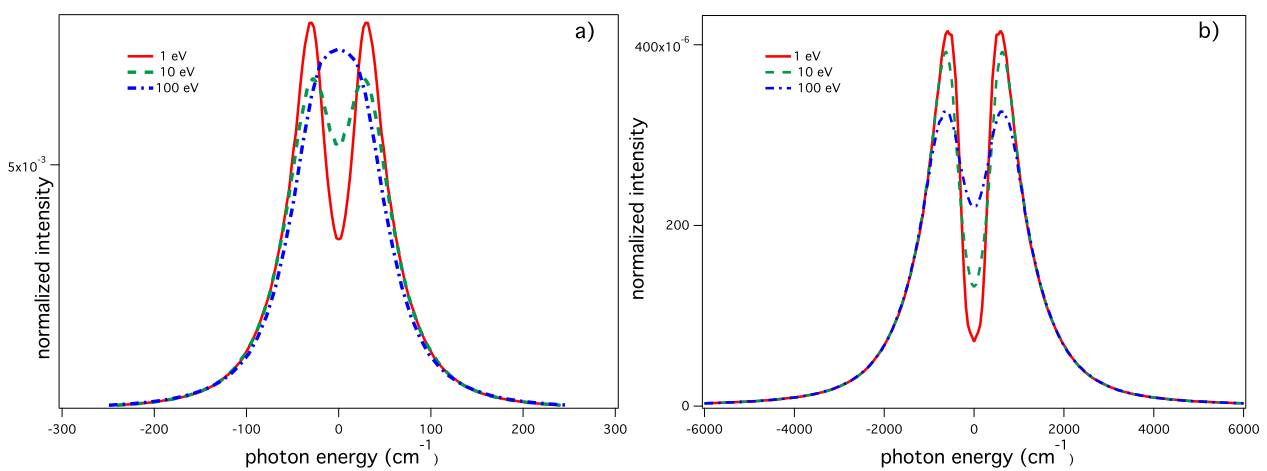 a)
1 eV
10 eV
100 eV
5x10-3
normalized intensity
-300 -200 -100 0 100 200 300
photon energy (cm-1)
b)
1 eV
10 eV
100 eV
400x10-6
200
0
normalized intensity
-6000 -4000 -2000 0 2000 4000 6000
photon energy (cm-1)